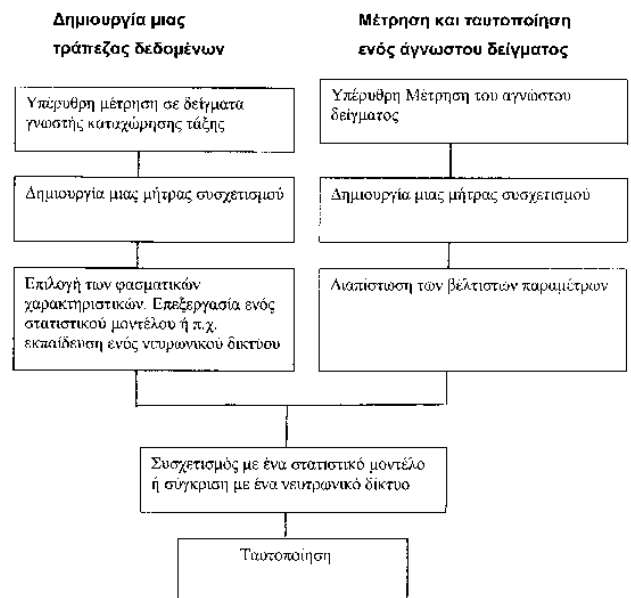 Δημιουργία μιας
τράπεζας δεδομένων
Μέτρηση και ταυτοποίηση
ενός άγνωστου δείγματος
Υπέρυθρη μέτρηση σε δείγματα
γνωστής καταχώρησης τάξης
Υπέρυθρη Μέτρηση του αγνώστου
δείγματος
Δημιουργία μιας μήτρας συσχετισμού
Δημιουργία μιας μήτρας συσχετισμού
Επιλογή των φασματικών
χαρακτηριστικών. Επεξεργασία ενός
στατιστικού μοντέλου ή π.χ.
εκπαίδευση ενός νευρωνικού δικτύου
Διαπίστωση των βέλτιστών παραμέτρων
Συσχετισμός με ένα στατιστικό μοντέλο
ή σύγκριση με ένα νευτρωνικό δίκτυο
Ταυτοποίηση